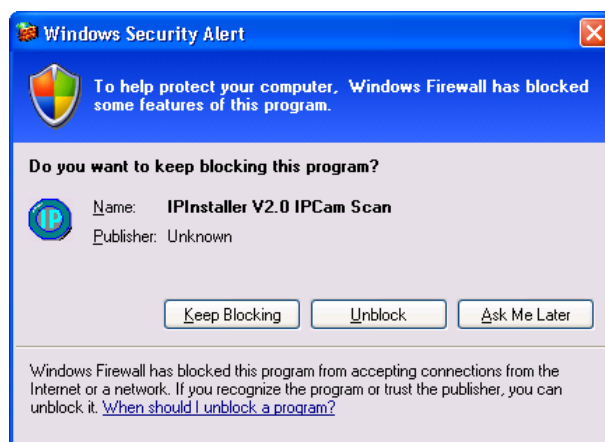 Windows Security Alert
To help protect your computer, Windows Firewall has blocked
some features of this program.
Do you want to keep blocking this program?
IP
Name: IPInstaller V2.0 IPCam Scan
Publisher: Unknown
Keep Blocking Unblock Ask Me Later
Windows Firewall has blocked this program from accepting connections from the
Internet or a network. If you recognize the program or trust the publisher, you can
unblock it. When should I unblock a program?